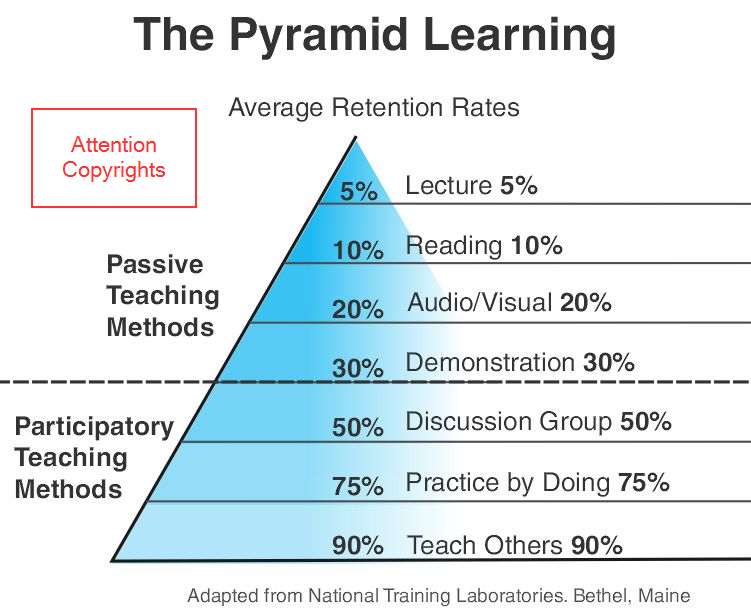 The Pyramid Learning
Average Retention Rates
Attention
Copyrights
5% Lecture 5%
10% Reading 10%
Passive
Teaching
Methods
20% Audio/Visual 20%
30% Demonstration 30%
Participatory
Teaching
Methods
50% Discussion Group 50%
75% Practice by Doing 75%
90% Teach Others 90%
Adapted from National Training Laboratories. Bethel, Maine